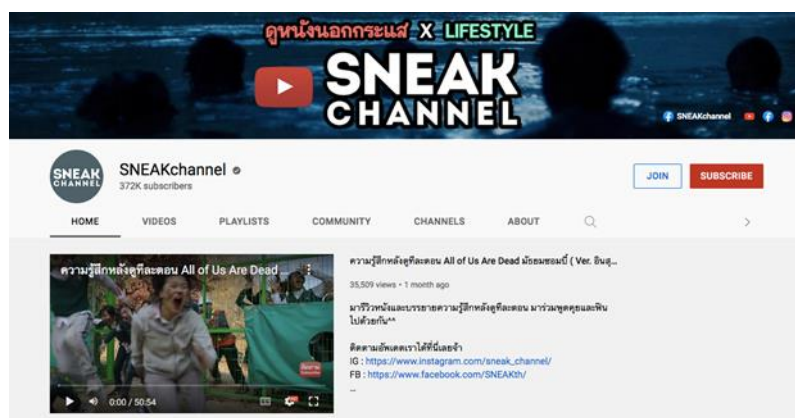 ดูหนังนอกกระแส X LIFESTYLE
SNEAK
CHANNEL
SNEAKchannel
SNEAK
CHANNEL
SNEAKchannel
372K subscribers
JOIN
SUBSCRIBE
HOME VIDEOS PLAYLISTS COMMUNITY CHANNELS ABOUT
ความรู้สึกหลังดูทีละตอน All of Us Are Dead ...
0:00 / 50:54
ความรู้สึกหลังดูทีละตอน All of Us Are Dead มัธยมซอมบี้ ( Ver. อินสุ...
35,509 views • 1 month ago
มารีวิวหนังและบรรยายความรู้สึกหลังดูทีละตอน มาร่วมพูดคุยและฟิน
ไปด้วยกัน^^
ติดตามอัพเดตเราได้ที่นี่เลยจ้า
IG : https://www.instagram.com/sneak_channel/
FB : https://www.facebook.com/SNEAKth/
...